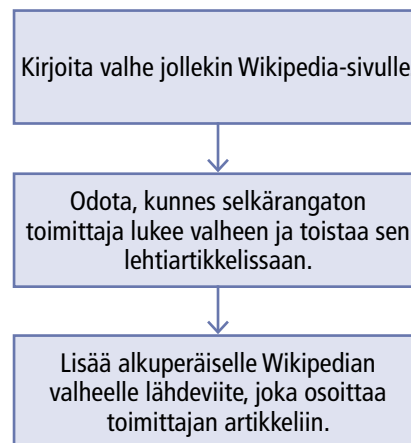 Kirjoita valhe jollekin Wikipedia-sivulle
Odota, kunnes selkärangaton
toimittaja lukee valheen ja toistaa sen
lehtiartikkelissaan.
Lisää alkuperäiselle Wikipedian
valheelle lähdeviite, joka osoittaa
toimittajan artikkeliin.